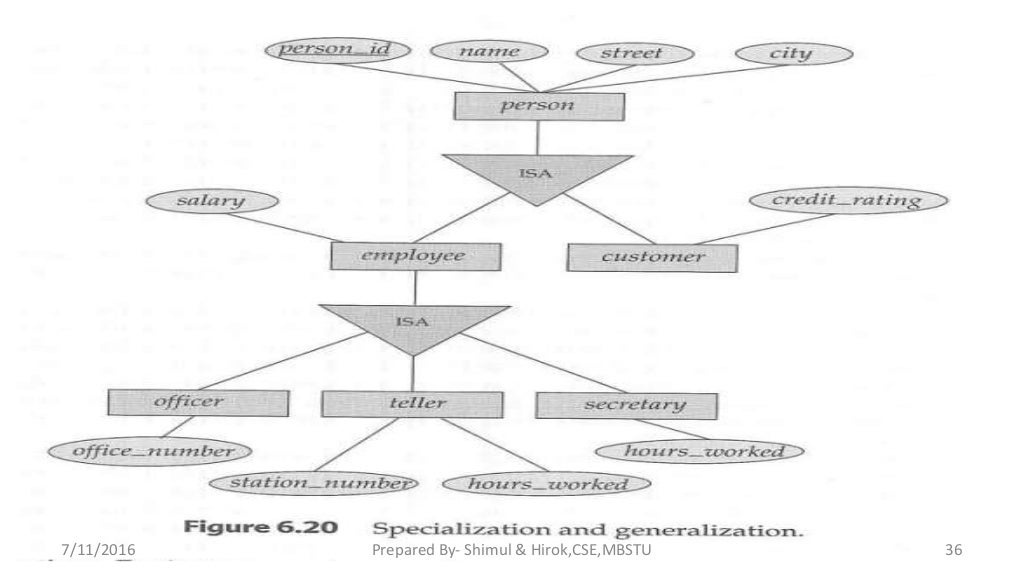 person_id name street city
person
ISA
salary credit_rating
employee customer
ISA
officer teller secretary
office_number hours_worked
station_number hours_worked
Figure 6.20 Specialization and generalization.
7/11/2016 Prepared By- Shimul & Hirok,CSE,MBSTU 36